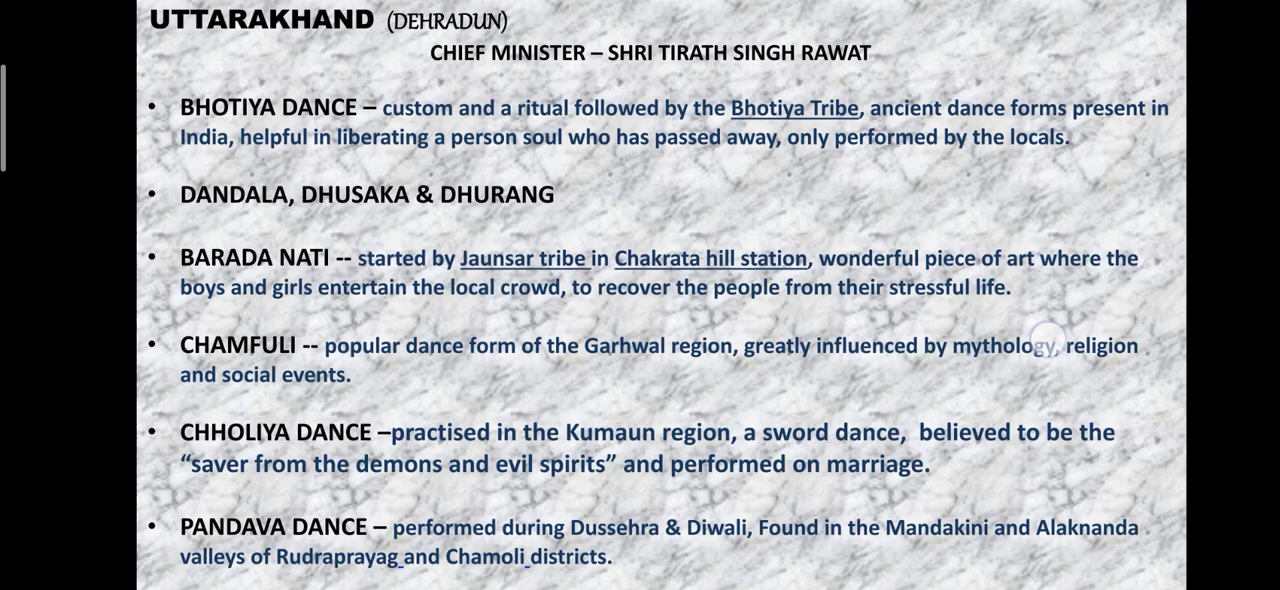 UTTARAKHAND (DEHRADUN)
CHIEF MINISTER – SHRI TIRATH SINGH RAWAT
• BHOTIYA DANCE – custom and a ritual followed by the Bhotiya Tribe, ancient dance forms present in
India, helpful in liberating a person soul who has passed away, only performed by the locals.
• DANDALA, DHUSAKA & DHURANG
• BARADA NATI -- started by Jaunsar tribe in Chakrata hill station, wonderful piece of art where the
boys and girls entertain the local crowd, to recover the people from their stressful life.
• CHAMFULI -- popular dance form of the Garhwal region, greatly influenced by mythology, religion
and social events.
• CHHOLIYA DANCE –practised in the Kumaun region, a sword dance, believed to be the
“saver from the demons and evil spirits” and performed on marriage.
• PANDAVA DANCE – performed during Dussehra & Diwali, Found in the Mandakini and Alaknanda
valleys of Rudraprayag and Chamoli districts.